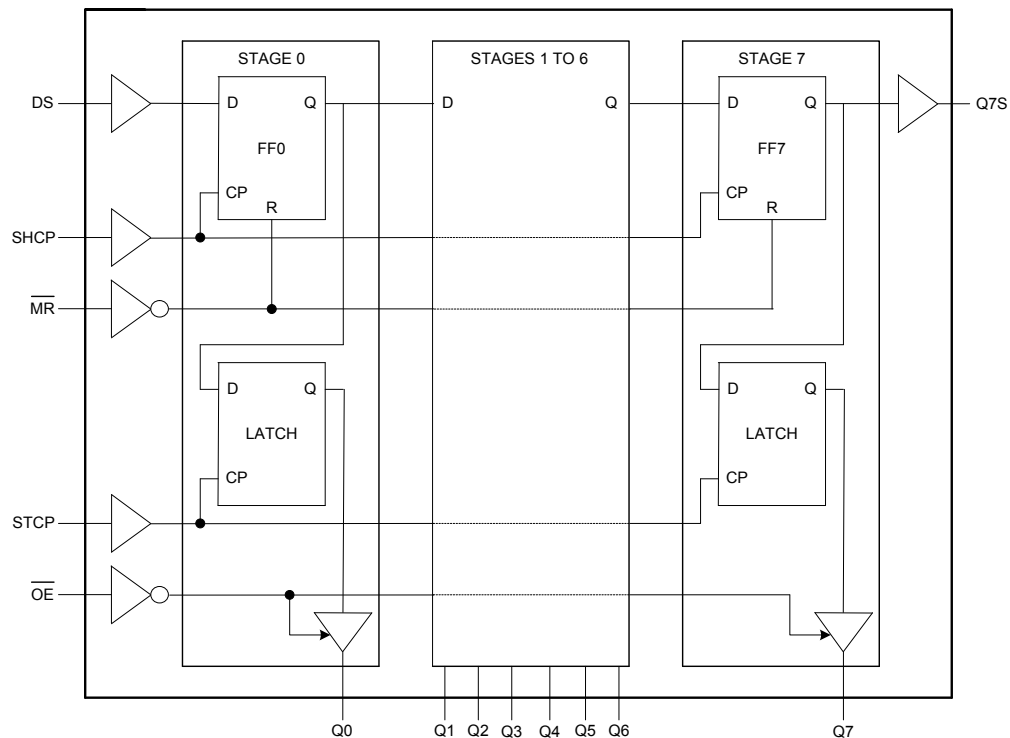 STAGE 0
STAGES 1 TO 6
STAGE 7
DS
D
Q
D
Q
D
Q
Q7S
FF0
FF7
CP
R
CP
R
SHCP
MR
D
Q
D
Q
LATCH
LATCH
CP
CP
STCP
OE
Q0
Q1
Q2
Q3
Q4
Q5
Q6
Q7